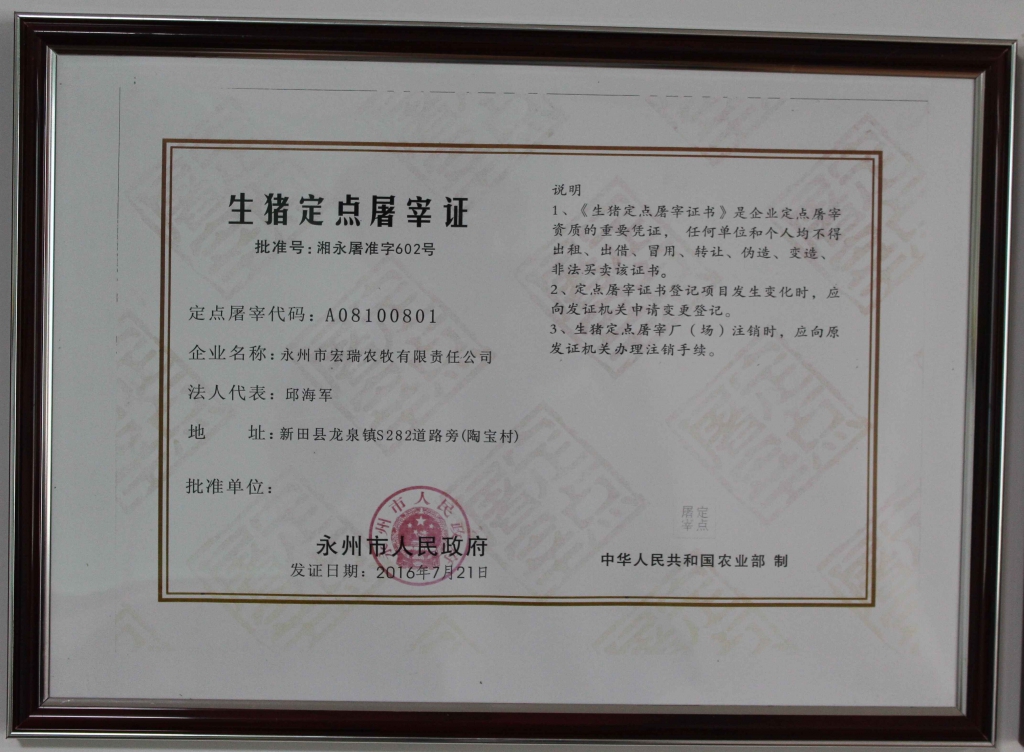 生猪定点屠宰证
批准号：湘永屠准字602号
定点屠宰代码：A08100801
企业名称：永州市宏瑞农牧有限责任公司
法人代表：邱海军
地　　址：新田县龙泉镇S282道路旁(陶宝村)
批准单位：
永州市人民政府
永州市人民政府
发证日期：2016年7月21日
说明
1、《生猪定点屠宰证书》是企业定点屠宰
资质的重要凭证， 任何单位和个人均不得
出租、出借、冒用、转让、伪造、变造、
非法买卖该证书。
2、定点屠宰证书登记项目发生变化时，应
向发证机关申请变更登记。
3、生猪定点屠宰厂（场）注销时，应向原
发证机关办理注销手续。
定点
屠宰
中华人民共和国农业部 制